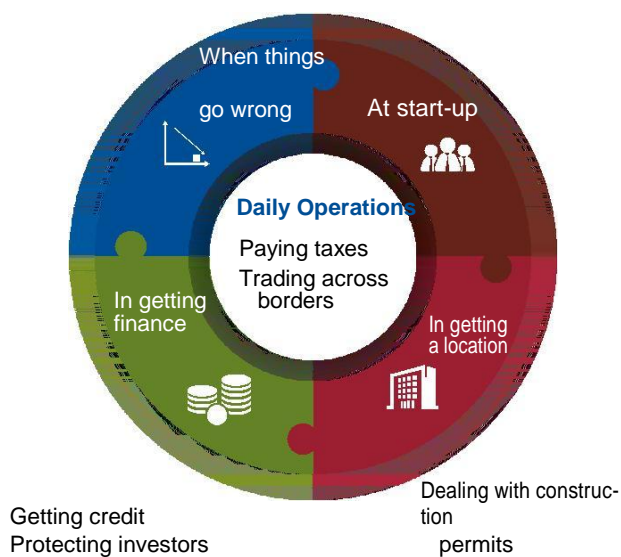 When things
go wrong
At start-up
Daily Operations
Paying taxes
Trading across
borders
In getting
finance
In getting
a location
Getting credit
Protecting investors
Dealing with construc-
tion
permits